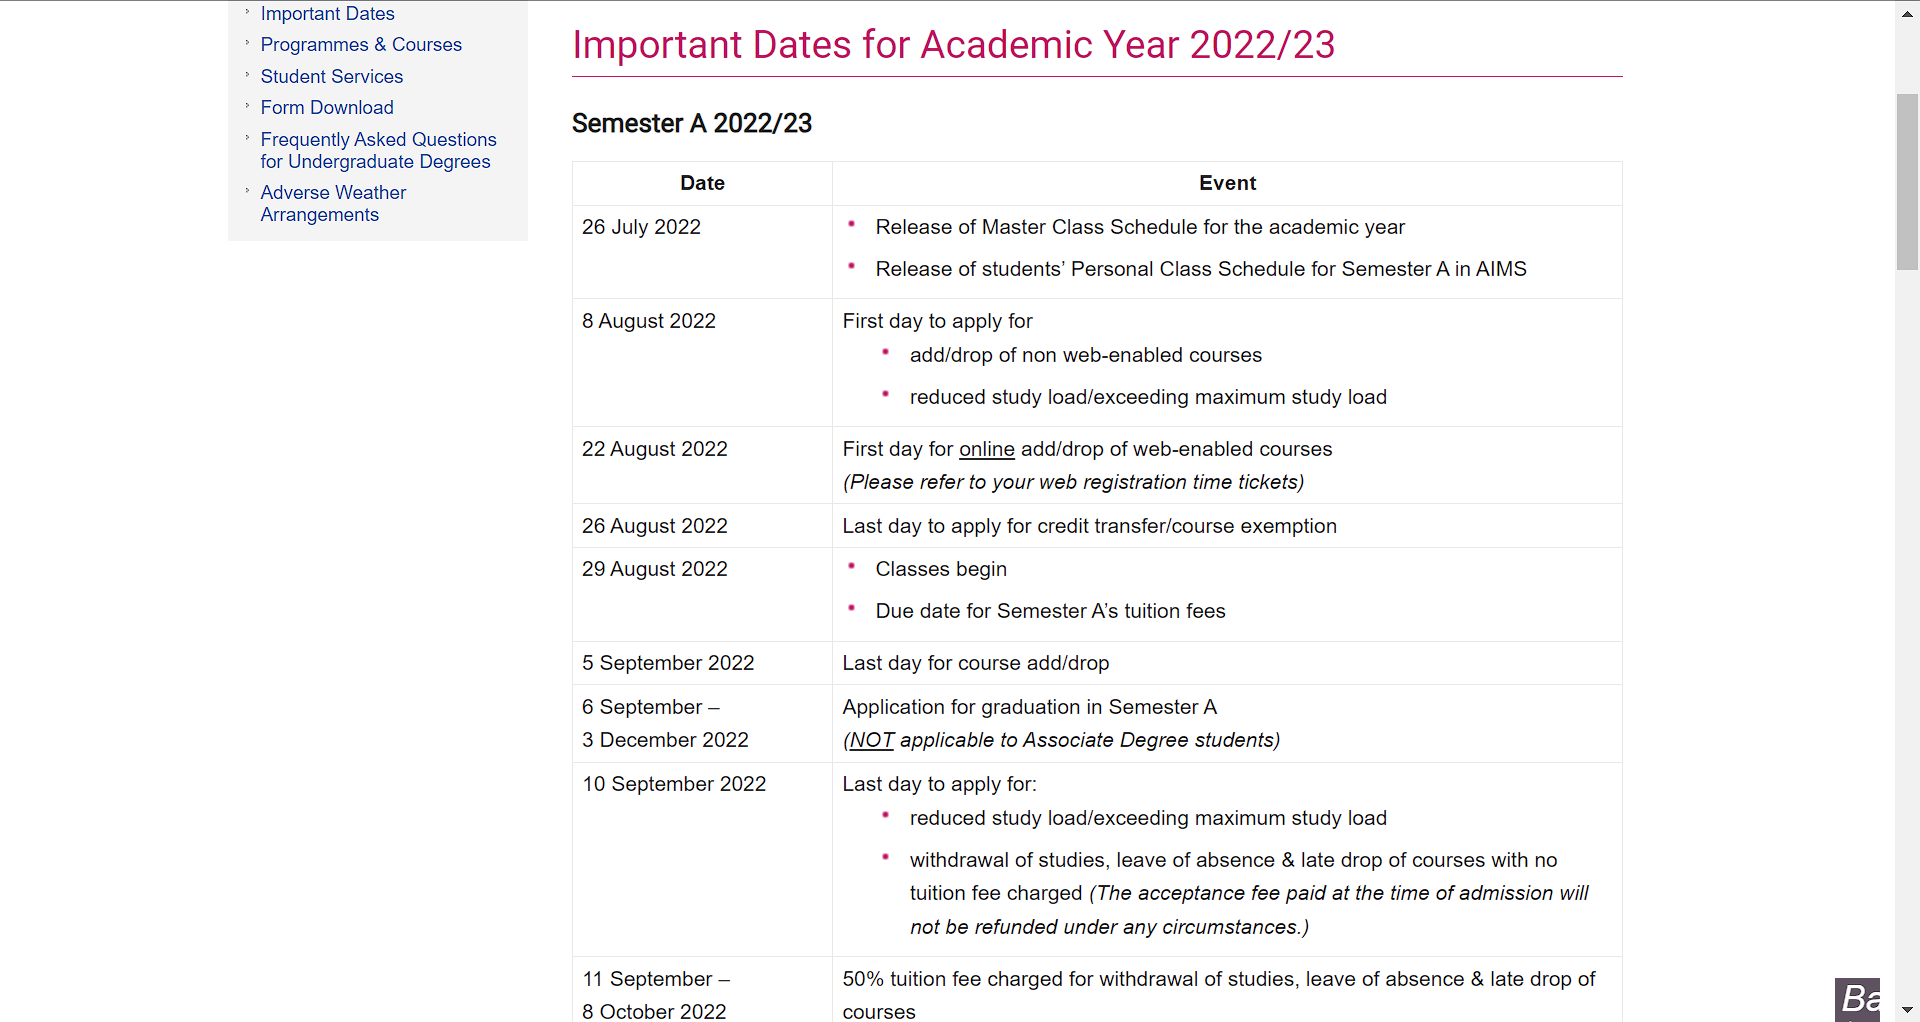 Important Dates
Programmes & Courses
Student Services
Form Download
Frequently Asked Questions
for Undergraduate Degrees
Adverse Weather
Arrangements
Important Dates for Academic Year 2022/23
Semester A 2022/23
Date Event
26 July 2022 Release of Master Class Schedule for the academic year
Release of students’ Personal Class Schedule for Semester A in AIMS
8 August 2022 First day to apply for
add/drop of non web-enabled courses
reduced study load/exceeding maximum study load
22 August 2022 First day for online add/drop of web-enabled courses
(Please refer to your web registration time tickets)
26 August 2022 Last day to apply for credit transfer/course exemption
29 August 2022 Classes begin
Due date for Semester A’s tuition fees
5 September 2022 Last day for course add/drop
6 September – Application for graduation in Semester A
3 December 2022 (NOT applicable to Associate Degree students)
10 September 2022 Last day to apply for:
reduced study load/exceeding maximum study load
withdrawal of studies, leave of absence & late drop of courses with no
tuition fee charged (The acceptance fee paid at the time of admission will
not be refunded under any circumstances.)
11 September – 50% tuition fee charged for withdrawal of studies, leave of absence & late drop of
8 October 2022 courses